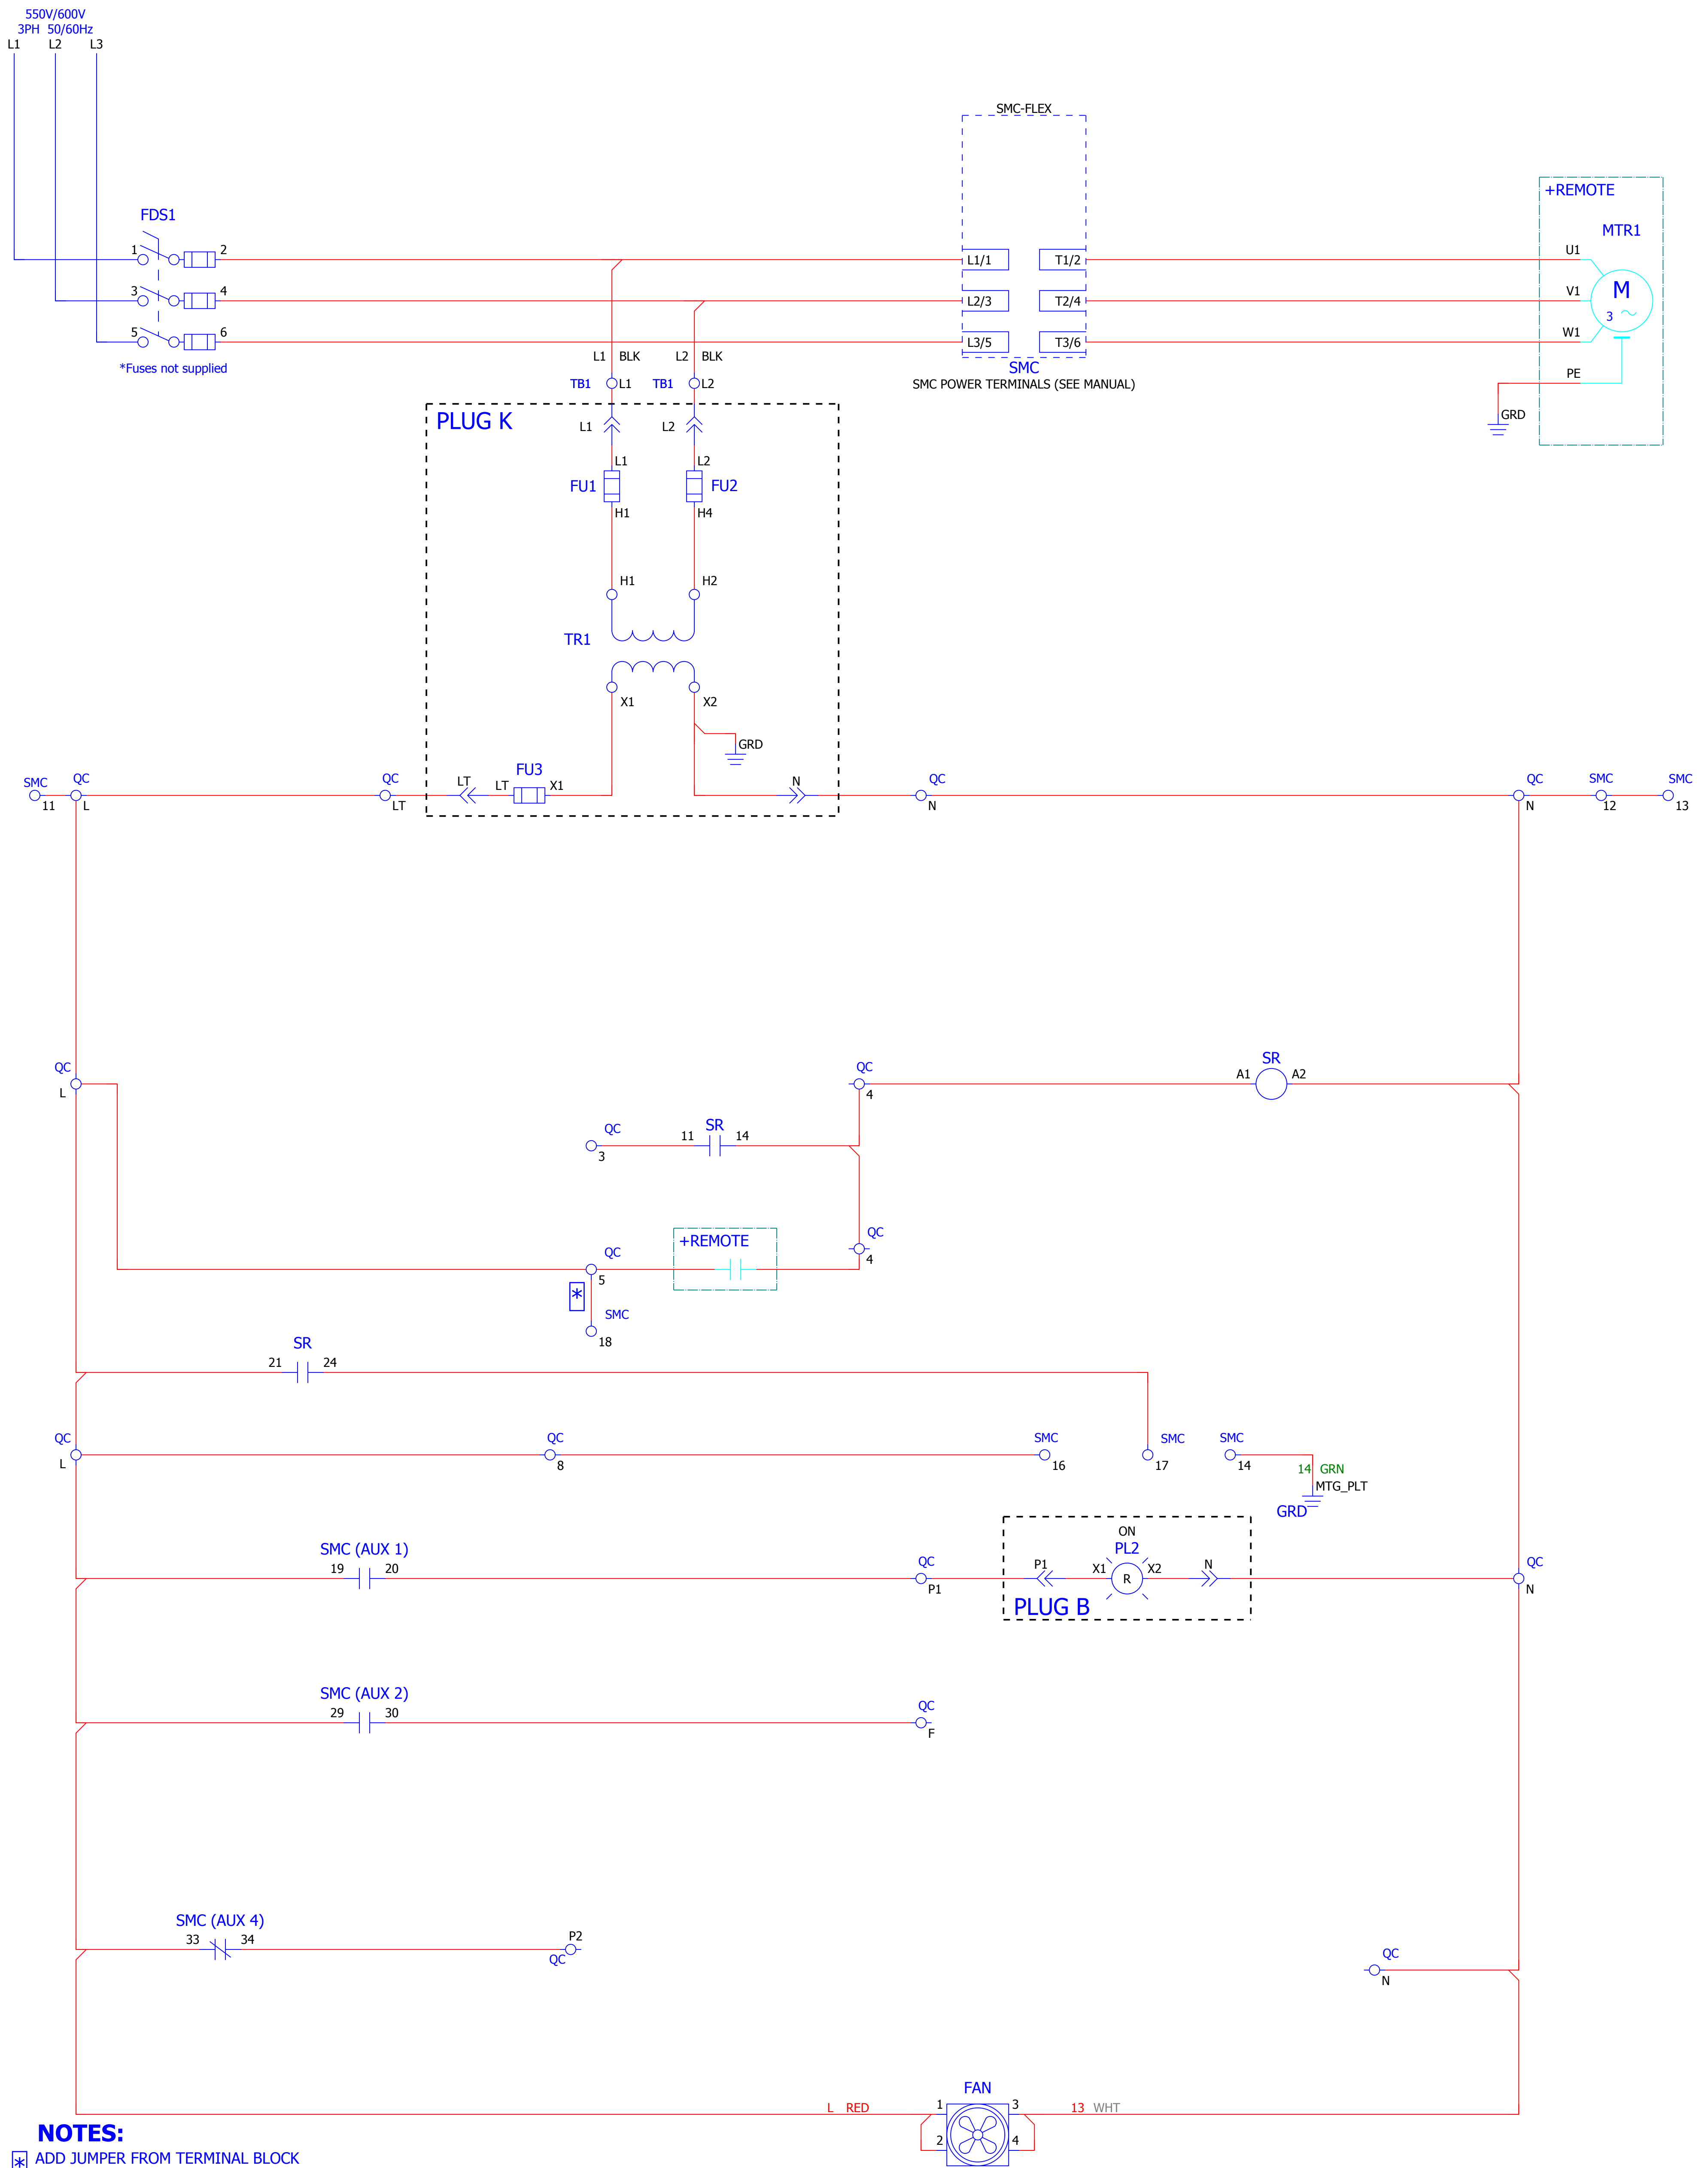 550V/600V
3PH 50/60Hz
L1 L2 L3
SMC-FLEX
+REMOTE
FDS1
MTR1
1 2 L1/1 T1/2 U1
3 4 L2/3 T2/4 V1 M
3
5 6 L3/5 T3/6 W1
*Fuses not supplied
L1 BLK L2 BLK
SMC
SMC POWER TERMINALS (SEE MANUAL)
PE
TB1 L1 TB1 L2
GRD
PLUG K
L1 L2
L1 L2
FU1 FU2
H1 H4
H1 H2
TR1
X1 X2
GRD
SMC QC QC LT LT FU3 X1 N QC QC SMC SMC
11 L LT N N 12 13
QC QC SR
L 4 A1 A2
QC 11 SR 14
3
+REMOTE QC
4
QC
5
* SMC
18
SR
21 24
QC QC SMC SMC SMC
L 8 16 17 14
14 GRN
MTG_PLT
GRD
ON
SMC (AUX 1) PL2
19 20 QC P1 X1 R X2 N QC
P1 N
PLUG B
SMC (AUX 2)
29 30 QC
F
SMC (AUX 4)
33 34 P2
QC
QC
N
FAN
L RED 1 3 13 WHT
2 4
NOTES:
* ADD JUMPER FROM TERMINAL BLOCK